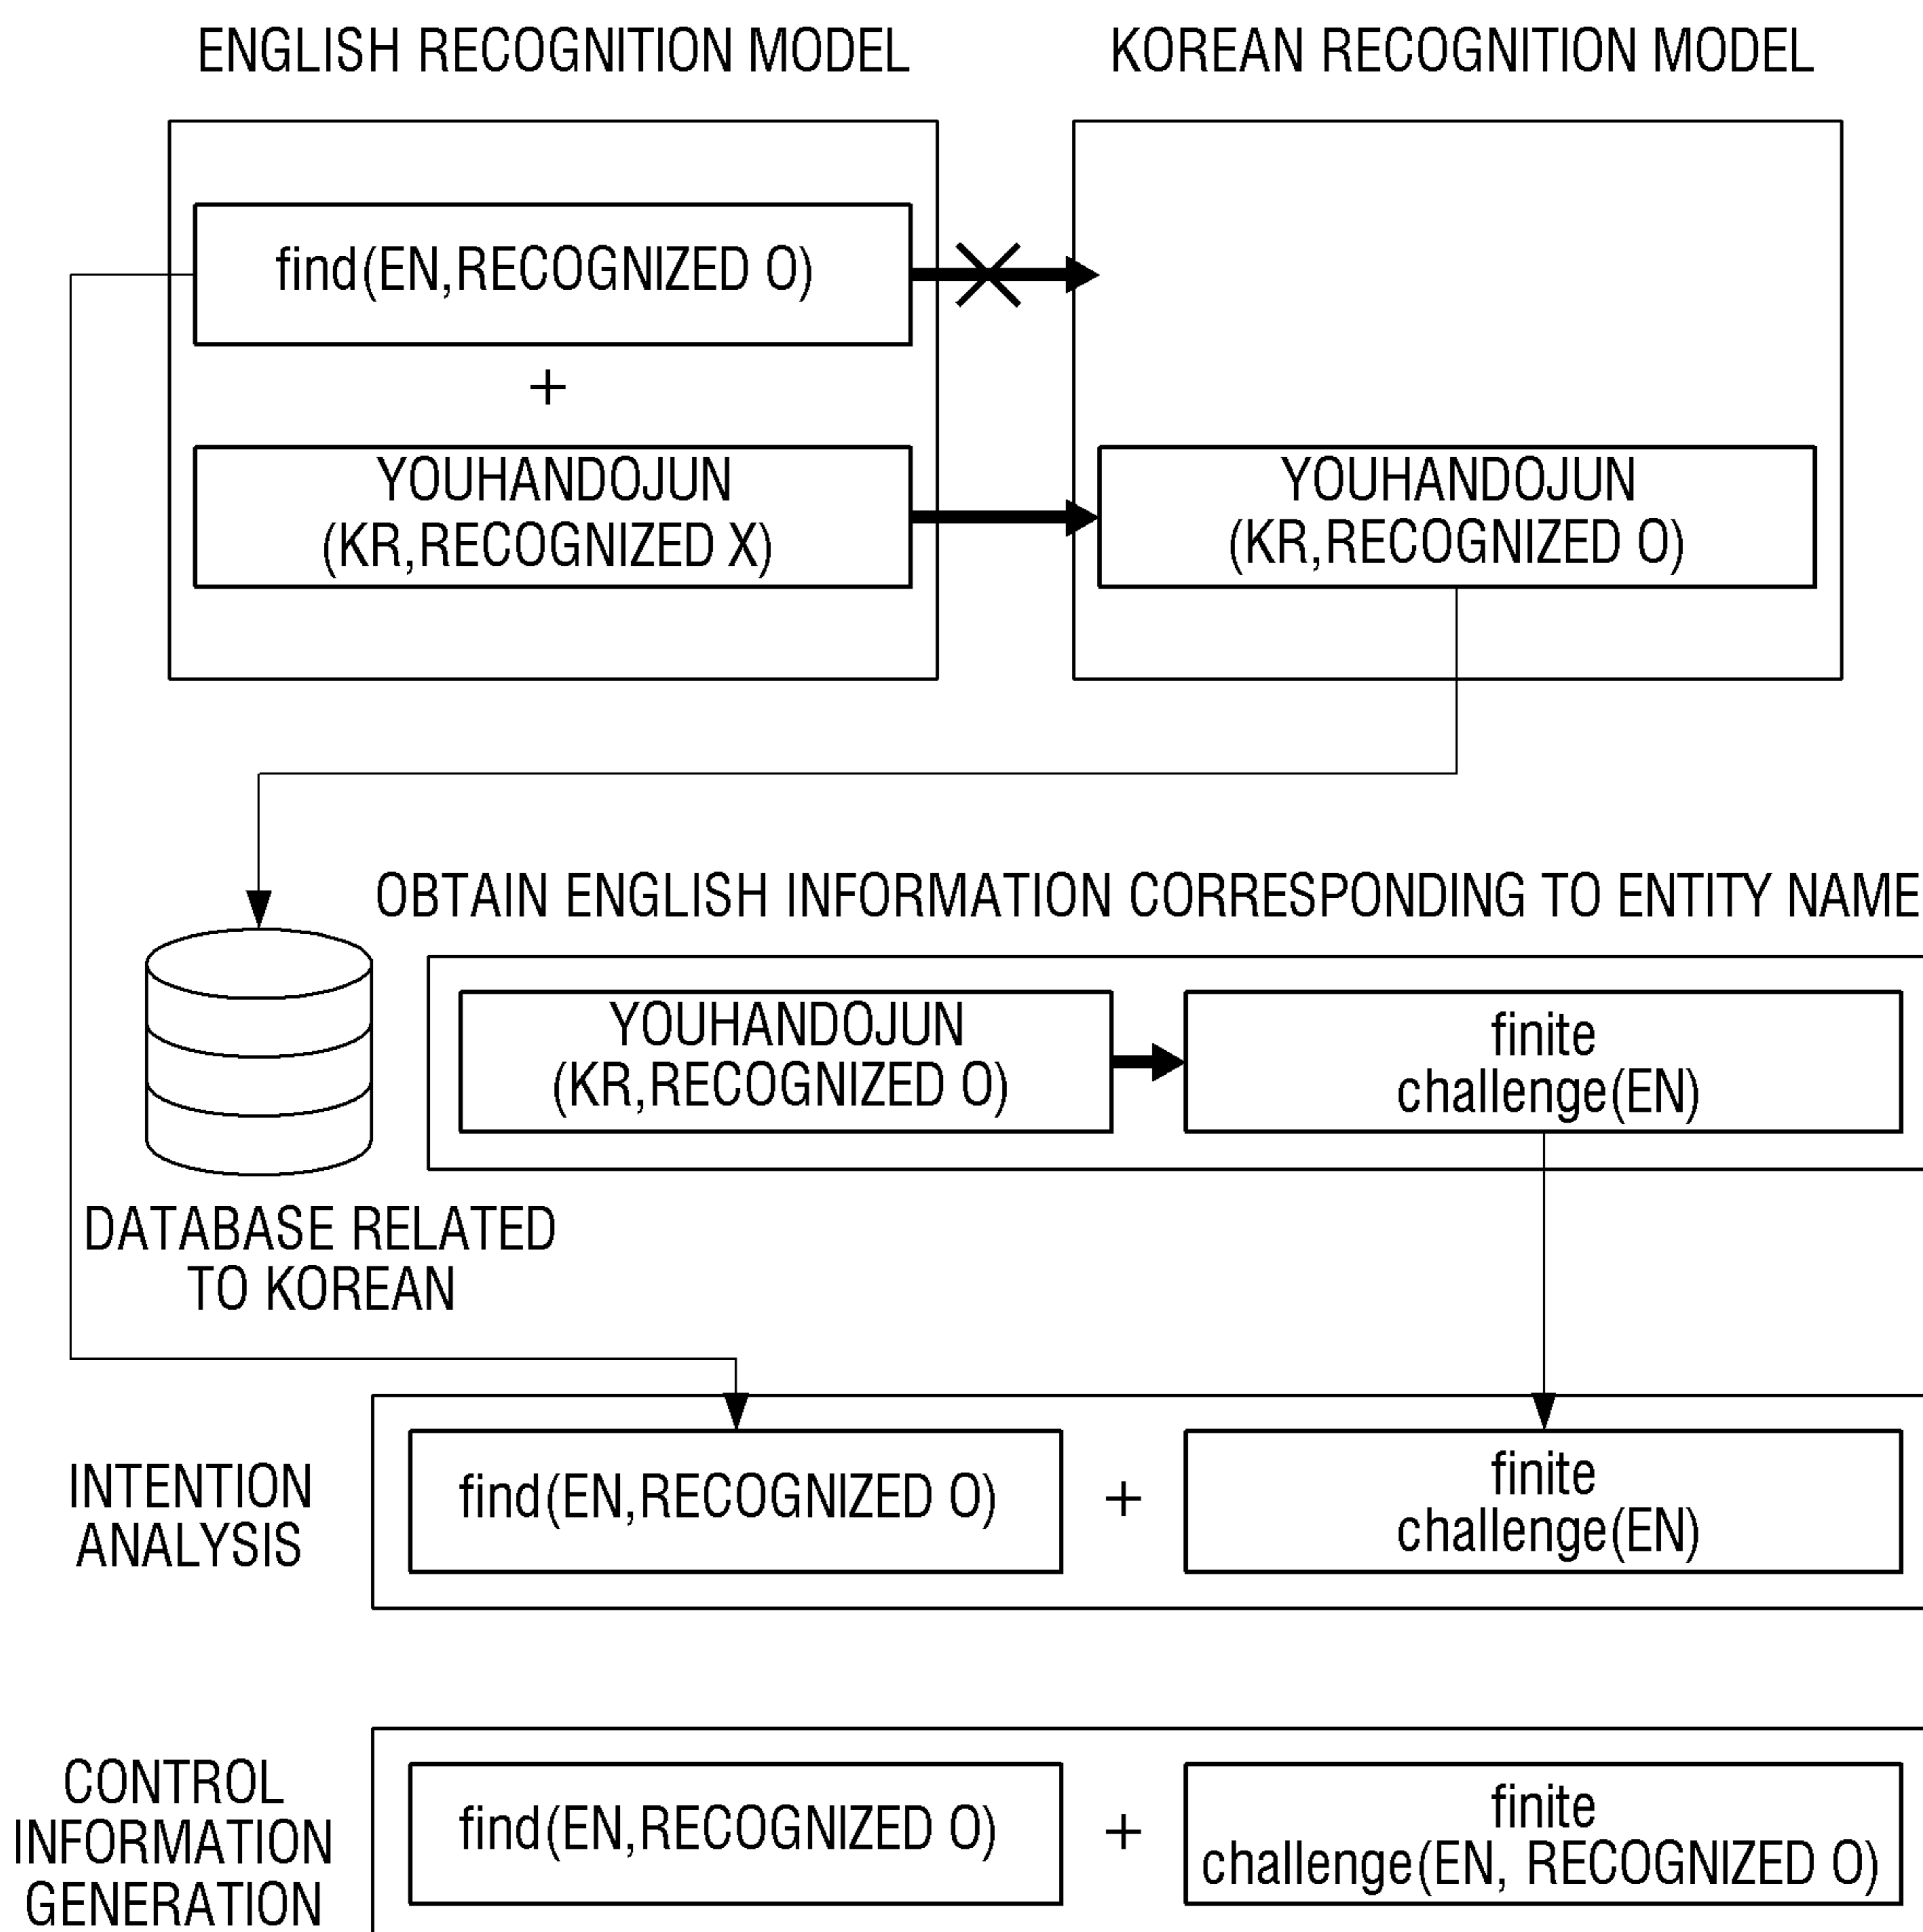 ENGLISH RECOGNITION MODEL
KOREAN RECOGNITION MODEL
find(EN,RECOGNIZED O)
+
YOUHANDOJUN
(KR,RECOGNIZED X)
YOUHANDOJUN
(KR,RECOGNIZED O)
OBTAIN ENGLISH INFORMATION CORRESPONDING TO ENTITY NAME
YOUHANDOJUN
(KR,RECOGNIZED O)
finite
challenge(EN)
DATABASE RELATED
TO KOREAN
INTENTION
ANALYSIS
find(EN,RECOGNIZED O)
+
finite
challenge(EN)
CONTROL
INFORMATION
GENERATION
find(EN,RECOGNIZED O)
+
finite
challenge(EN, RECOGNIZED O)